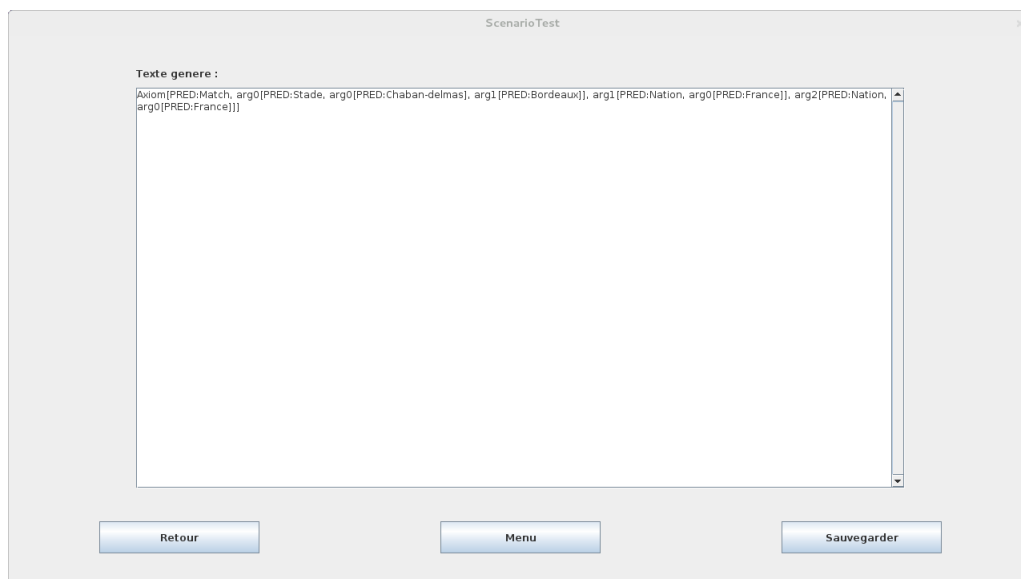 ScenarioTest
Texte genere :
Axiom[PRED:Match, arg0[PRED:Stade, arg0[PRED:Chaban-delmas], arg1[PRED:Bordeaux]], arg1[PRED:Nation, arg0[PRED:France]], arg2[PRED:Nation,
arg0[PRED:France]]]
Retour
Menu
Sauvegarder